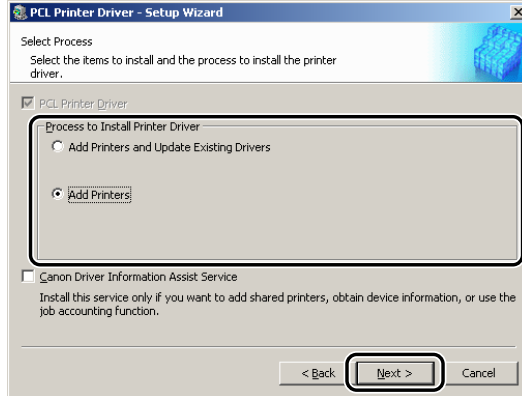 PCL Printer Driver - Setup Wizard
Select Process
Select the items to install and the process to install the printer
driver.
PCL Printer Driver
Process to Install Printer Driver
Add Printers and Update Existing Drivers
Add Printers
Canon Driver Information Assist Service
Install this service only if you want to add shared printers, obtain device information, or use the
job accounting function.
< Back
Next >
Cancel